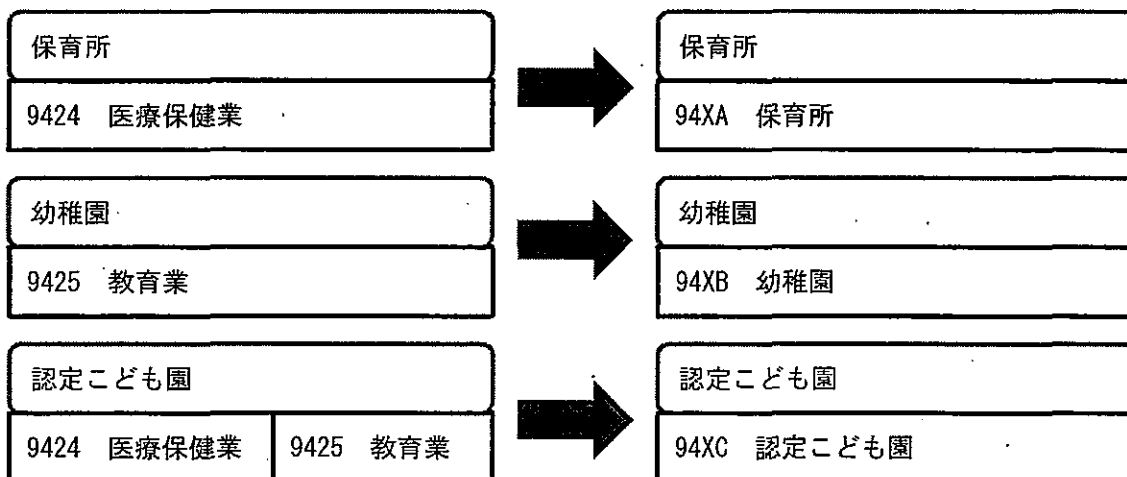 保育所
9424 医療保健業
保育所
94XA 保育所
幼稚園
9425 教育業
幼稚園
94XB 幼稚園
認定こども園
9424 医療保健業
9425 教育業
認定こども園
94XC 認定こども園